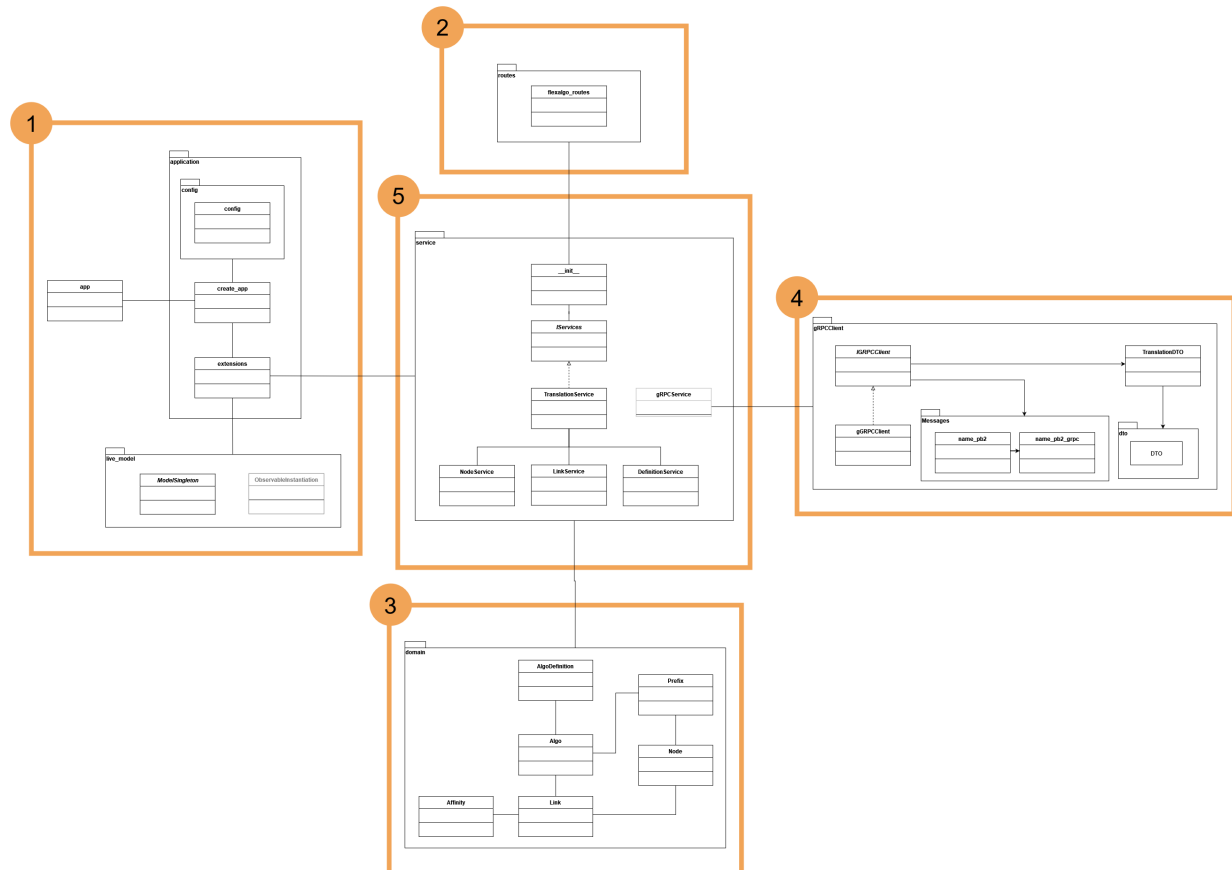 2
routes
flexalgo_routes
1
application
config
config
app
create_app
extensions
live_model
ModelSingleton
ObservableInstantiation
5
service
__init__
IServices
TranslationService
gRPCService
NodeService
LinkService
DefinitionService
4
gRPCClient
IGRPCClient
TranslationDTO
gGRPCClient
Messages
name_pb2
name_pb2_grpc
dto
DTO
3
domain
AlgoDefinition
Prefix
Algo
Node
Affinity
Link